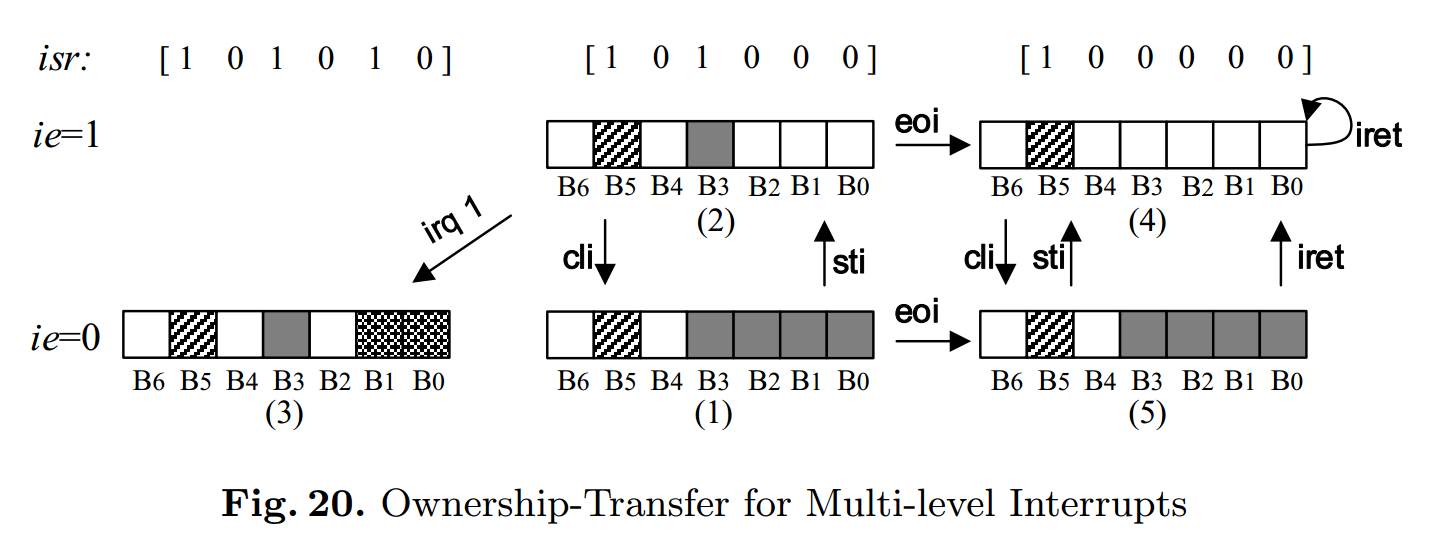 isr: [ 1 0 1 0 1 0 ] [ 1 0 1 0 0 0 ] [ 1 0 0 0 0 0 ]
ie=1 eoi iret
B6 B5 B4 B3 B2 B1 B0 B6 B5 B4 B3 B2 B1 B0
(2) (4)
irq 1 cli sti cli sti iret
ie=0 eoi
B6 B5 B4 B3 B2 B1 B0 B6 B5 B4 B3 B2 B1 B0 B6 B5 B4 B3 B2 B1 B0
(3) (1) (5)
Fig. 20. Ownership-Transfer for Multi-level Interrupts